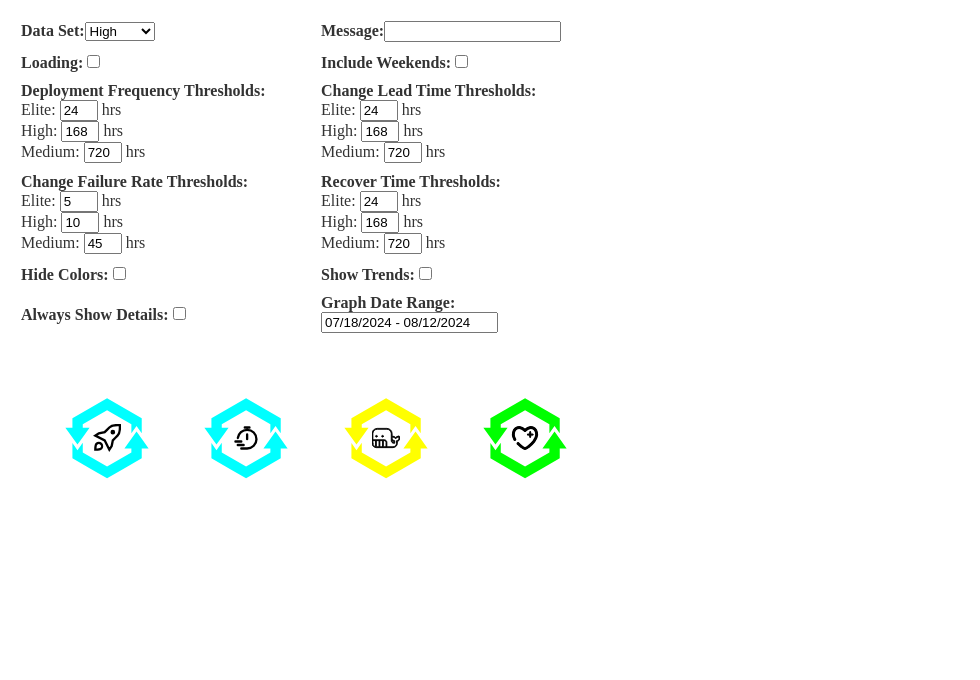 Data Set: High
Message:
Loading:
Include Weekends:
Deployment Frequency Thresholds:
Elite: 24 hrs
High: 168 hrs
Medium: 720 hrs
Change Lead Time Thresholds:
Elite: 24 hrs
High: 168 hrs
Medium: 720 hrs
Change Failure Rate Thresholds:
Elite: 5 hrs
High: 10 hrs
Medium: 45 hrs
Recover Time Thresholds:
Elite: 24 hrs
High: 168 hrs
Medium: 720 hrs
Hide Colors:
Show Trends:
Always Show Details:
Graph Date Range:
07/18/2024 - 08/12/2024